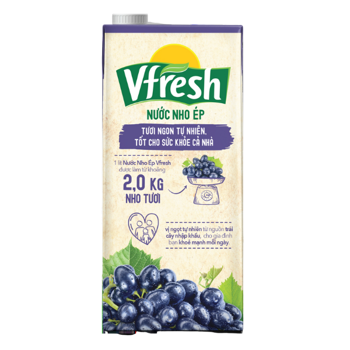 Vfresh
NƯỚC NHO ÉP
TƯƠI NGON TỰ NHIÊN,
TỐT CHO SỨC KHỎE CẢ NHÀ
1 lít Nước Nho Ép Vfresh
được làm từ khoảng
2,0 KG
NHO TƯƠI
vị ngọt tự nhiên từ nguồn trái
cây nhập khẩu, cho gia đình
bạn khoẻ mạnh mỗi ngày.